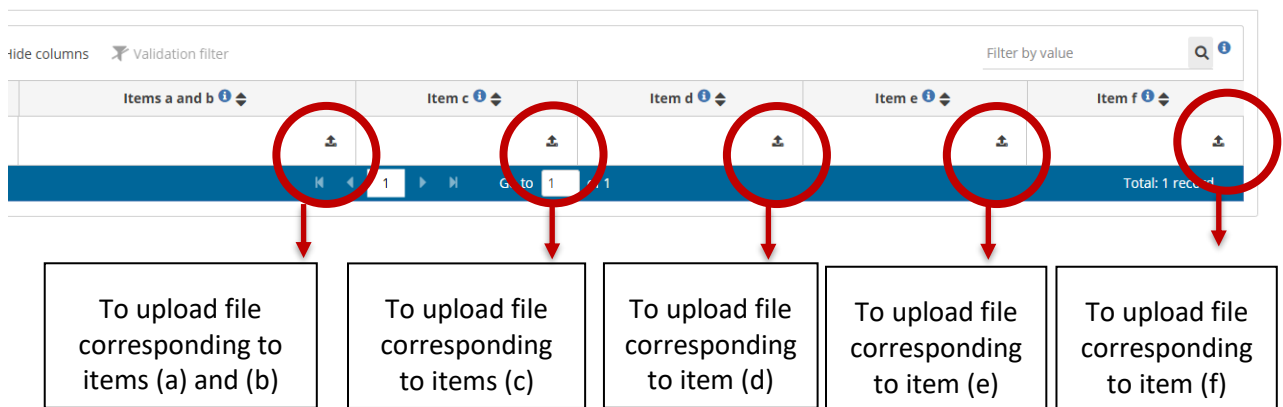 Hide columns Validation filter Filter by value
Items a and b Item c Item d Item e Item f
1 Go to 1 of 1 Total: 1 record
To upload file
corresponding to
items (a) and (b)
To upload file
corresponding
to items (c)
To upload file
corresponding
to item (d)
To upload file
corresponding
to item (e)
To upload file
corresponding
to item (f)